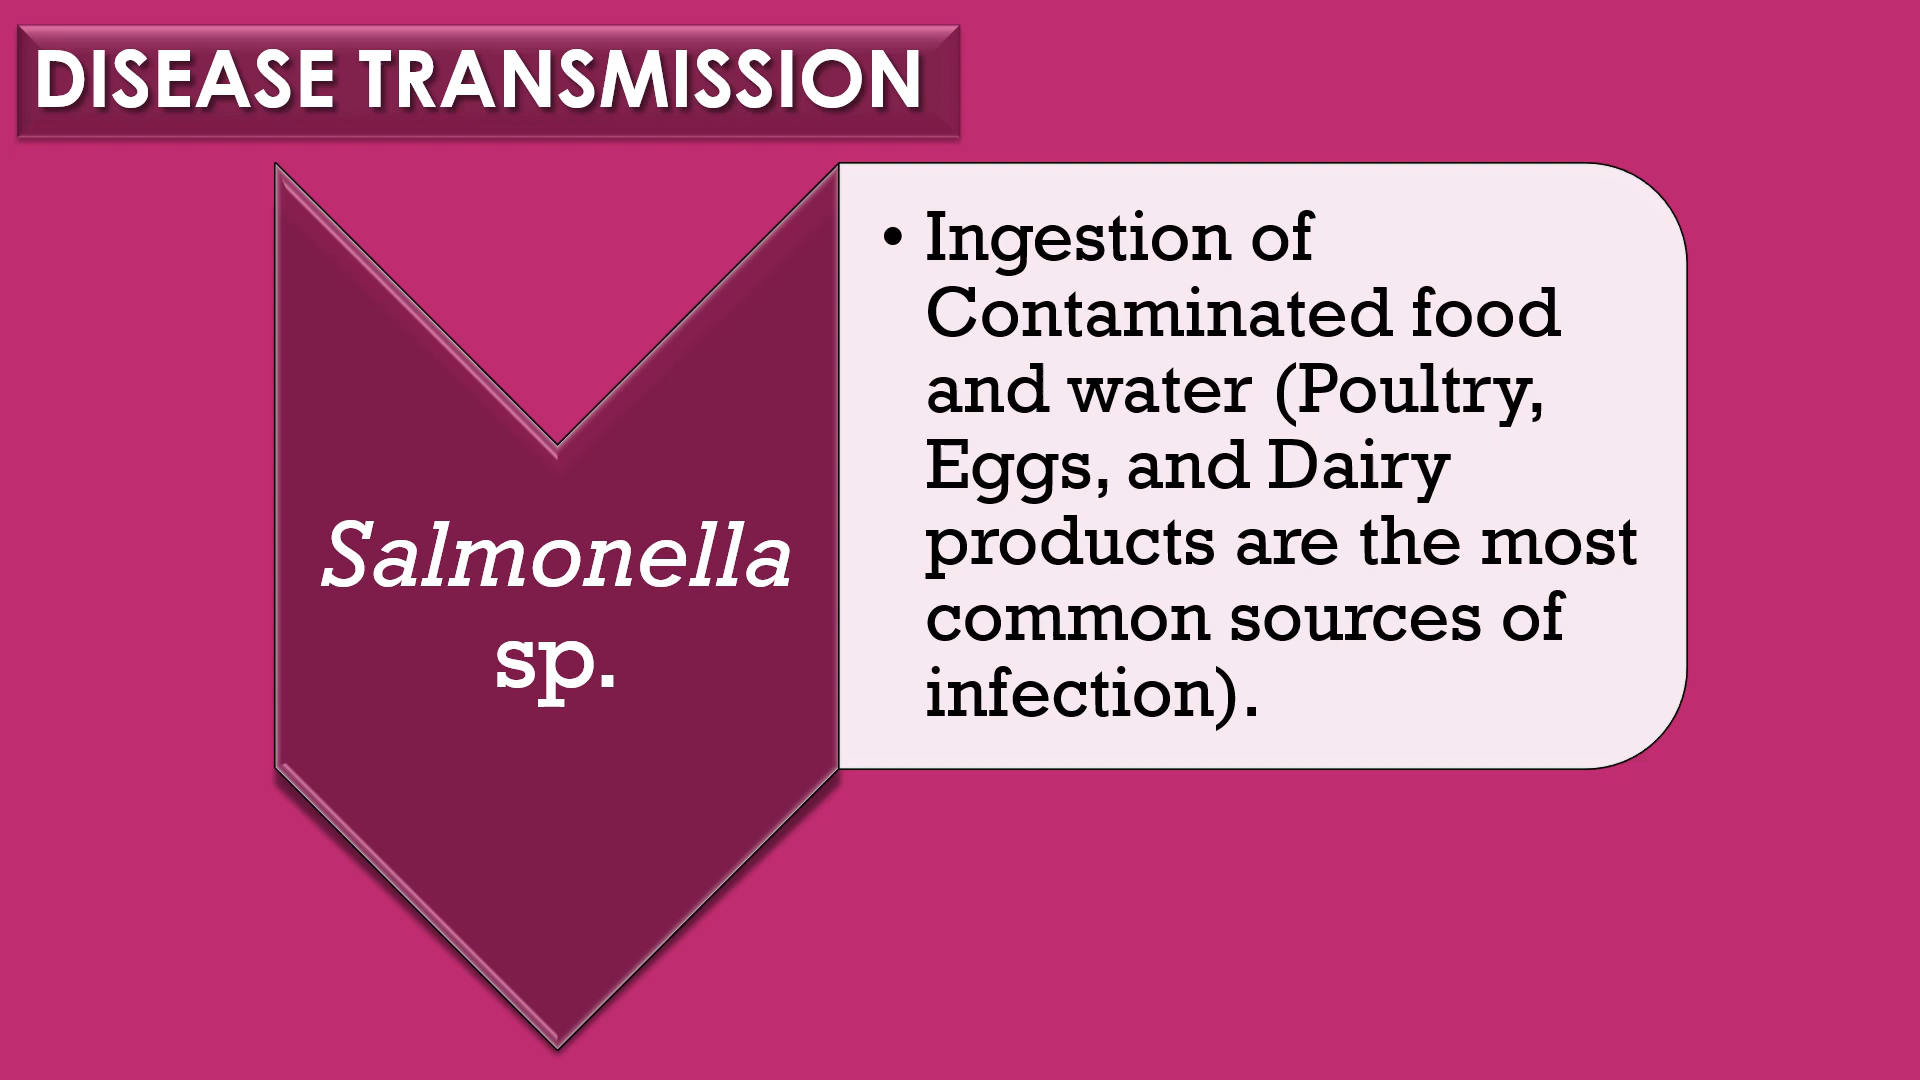 DISEASE TRANSMISSION
Salmonella
sp.
• Ingestion of
Contaminated food
and water (Poultry,
Eggs, and Dairy
products are the most
common sources of
infection).